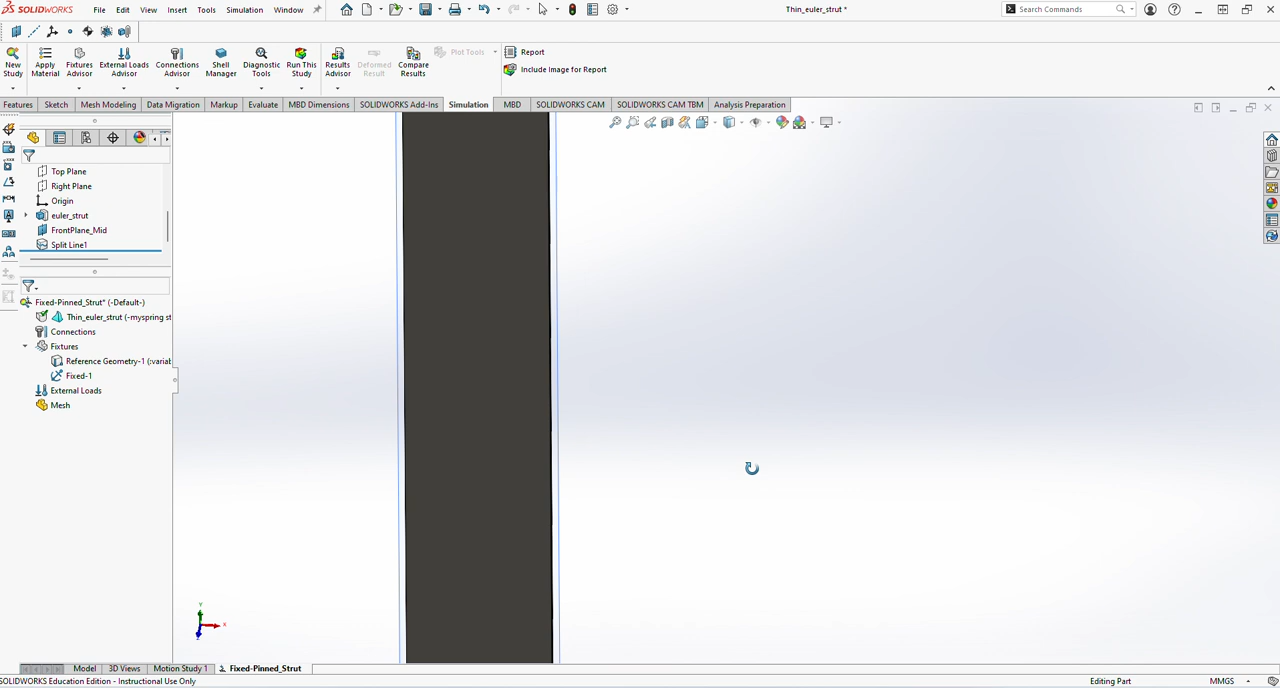 SOLIDWORKS File Edit View Insert Tools Simulation Window Thin_euler_strut * Search Commands
New Study Apply Material Fixtures Advisor External Loads Advisor Connections Advisor Shell Manager Diagnostic Tools Run This Study Results Advisor Deformed Result Compare Results Plot Tools Report
Include Image for Report
Features Sketch Mesh Modeling Data Migration Markup Evaluate MBD Dimensions SOLIDWORKS Add-Ins Simulation MBD SOLIDWORKS CAM SOLIDWORKS CAM TBM Analysis Preparation
Top Plane
Right Plane
Origin
euler_strut
FrontPlane_Mid
Split Line1
Fixed-Pinned_Strut* (-Default-)
Thin_euler_strut (-myspring st
Connections
Fixtures
Reference Geometry-1 (:variab
Fixed-1
External Loads
Mesh
Y
X
Model 3D Views Motion Study 1 Fixed-Pinned_Strut
SOLIDWORKS Education Edition - Instructional Use Only Editing Part MMGS